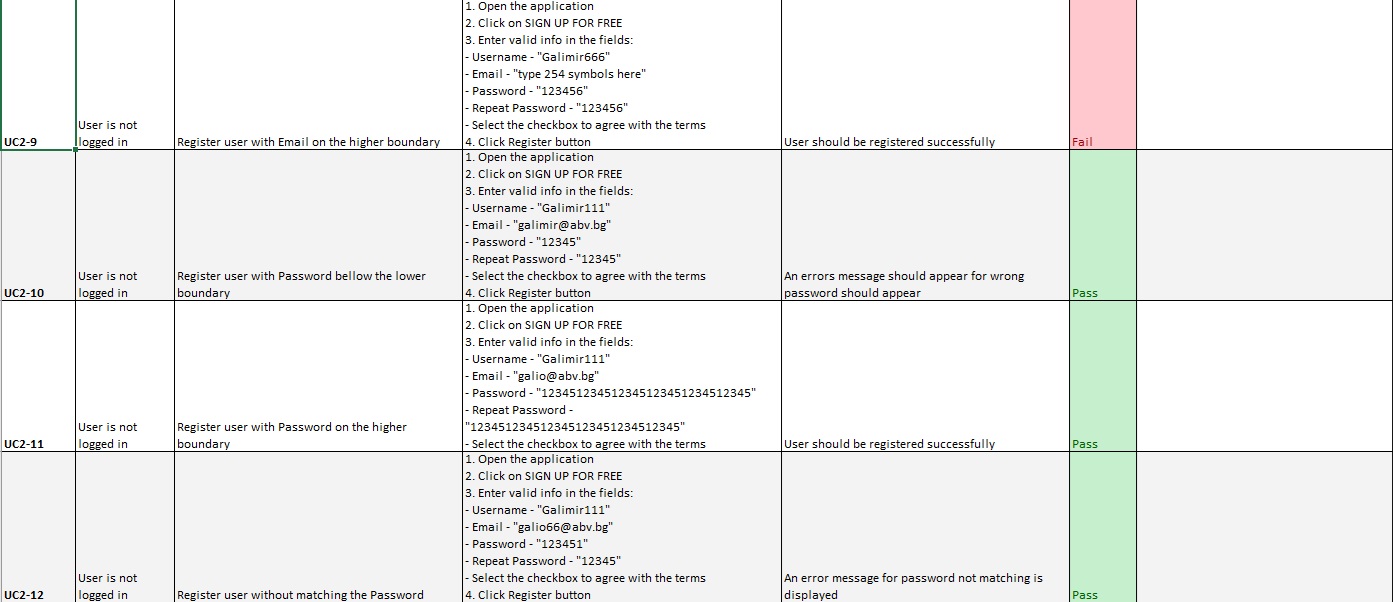 UC2-9
User is not
logged in
Register user with Email on the higher boundary
1. Open the application
2. Click on SIGN UP FOR FREE
3. Enter valid info in the fields:
- Username - "Galimir666"
- Email - "type 254 symbols here"
- Password - "123456"
- Repeat Password - "123456"
- Select the checkbox to agree with the terms
4. Click Register button
User should be registered successfully
Fail
UC2-10
User is not
logged in
Register user with Password bellow the lower
boundary
1. Open the application
2. Click on SIGN UP FOR FREE
3. Enter valid info in the fields:
- Username - "Galimir111"
- Email - "galimir@abv.bg"
- Password - "12345"
- Repeat Password - "12345"
- Select the checkbox to agree with the terms
4. Click Register button
An errors message should appear for wrong
password should appear
Pass
UC2-11
User is not
logged in
Register user with Password on the higher
boundary
1. Open the application
2. Click on SIGN UP FOR FREE
3. Enter valid info in the fields:
- Username - "Galimir111"
- Email - "galio@abv.bg"
- Password - "123451234512345123451234512345"
- Repeat Password -
"123451234512345123451234512345"
- Select the checkbox to agree with the terms
User should be registered successfully
Pass
UC2-12
User is not
logged in
Register user without matching the Password
1. Open the application
2. Click on SIGN UP FOR FREE
3. Enter valid info in the fields:
- Username - "Galimir111"
- Email - "galio66@abv.bg"
- Password - "123451"
- Repeat Password - "12345"
- Select the checkbox to agree with the terms
4. Click Register button
An error message for password not matching is
displayed
Pass